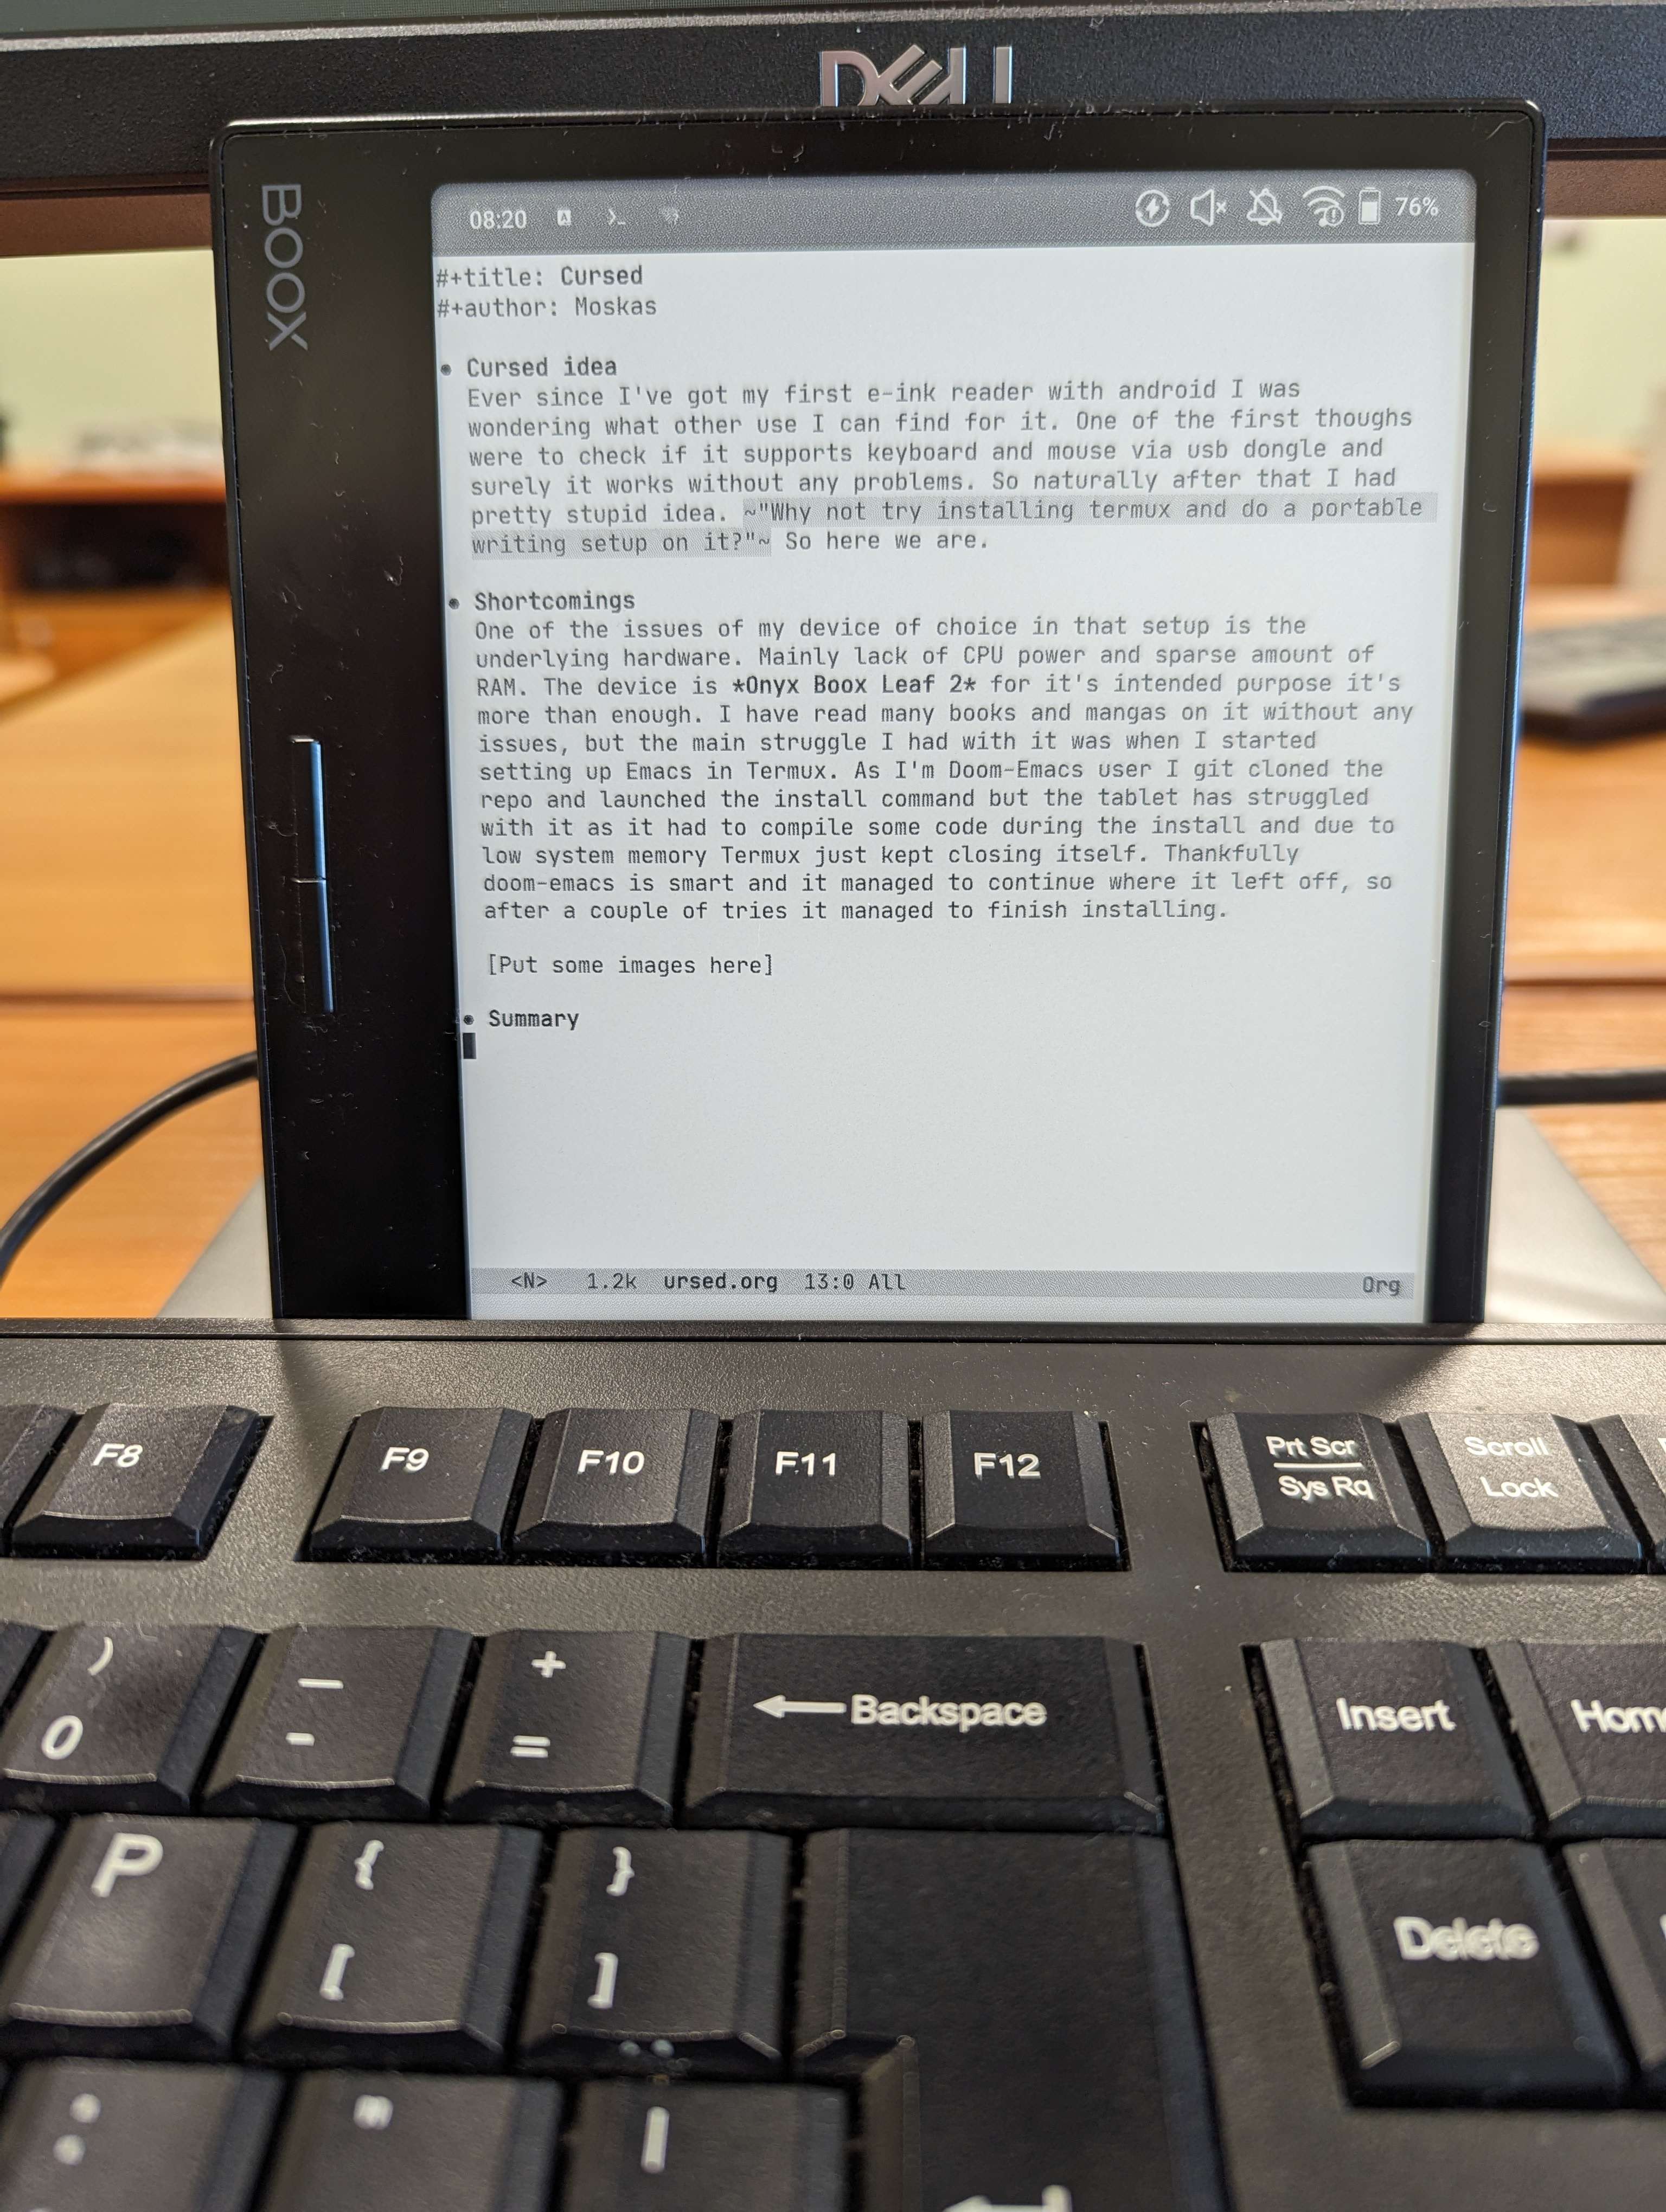 DELL
BOOX
08:20 76%
#+title: Cursed
#+author: Moskas
Cursed idea
Ever since I've got my first e-ink reader with android I was
wondering what other use I can find for it. One of the first thoughs
were to check if it supports keyboard and mouse via usb dongle and
surely it works without any problems. So naturally after that I had
pretty stupid idea. ~"Why not try installing termux and do a portable
writing setup on it?"~ So here we are.
Shortcomings
One of the issues of my device of choice in that setup is the
underlying hardware. Mainly lack of CPU power and sparse amount of
RAM. The device is *Onyx Boox Leaf 2* for it's intended purpose it's
more than enough. I have read many books and mangas on it without any
issues, but the main struggle I had with it was when I started
setting up Emacs in Termux. As I'm Doom-Emacs user I git cloned the
repo and launched the install command but the tablet has struggled
with it as it had to compile some code during the install and due to
low system memory Termux just kept closing itself. Thankfully
doom-emacs is smart and it managed to continue where it left off, so
after a couple of tries it managed to finish installing.
[Put some images here]
Summary
<N> 1.2k ursed.org 13:0 All Org
F8 F9 F10 F11 F12 Prt Scr Scroll
Sys Rq Lock
) _ +
0 - = ←Backspace Insert Hom
P { }
[ ] Delete
: " |